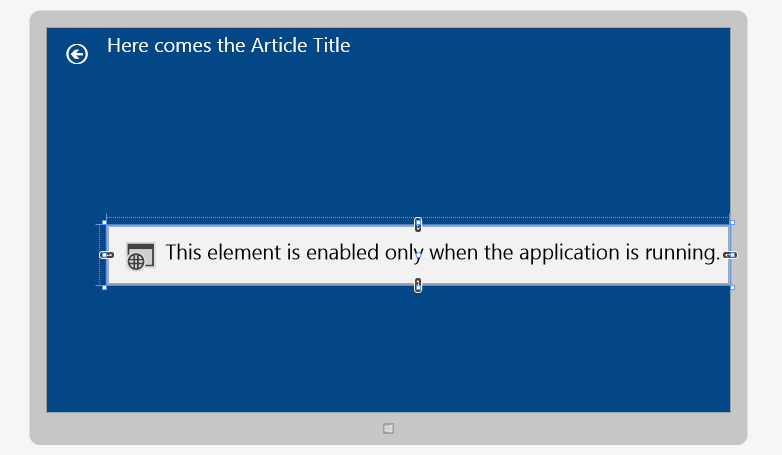 Here comes the Article Title
This element is enabled only when the application is running.